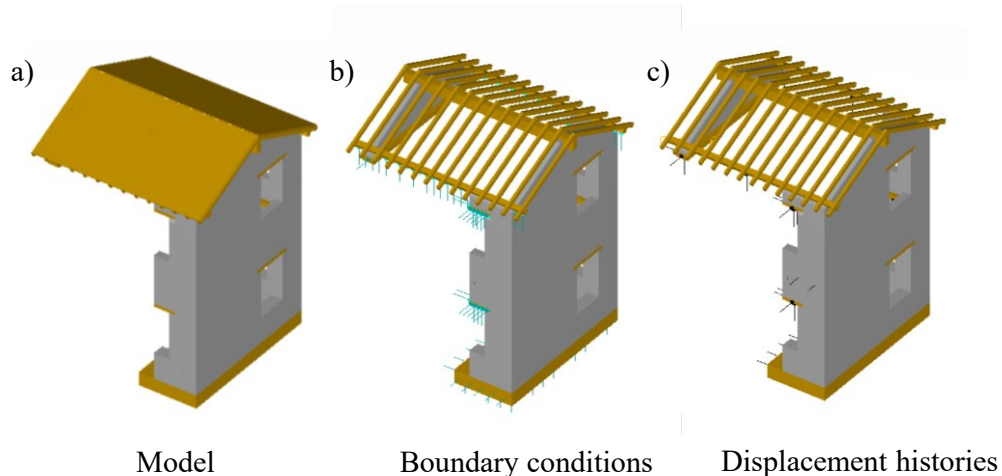 a)
b)
c)
Model
Boundary conditions
Displacement histories